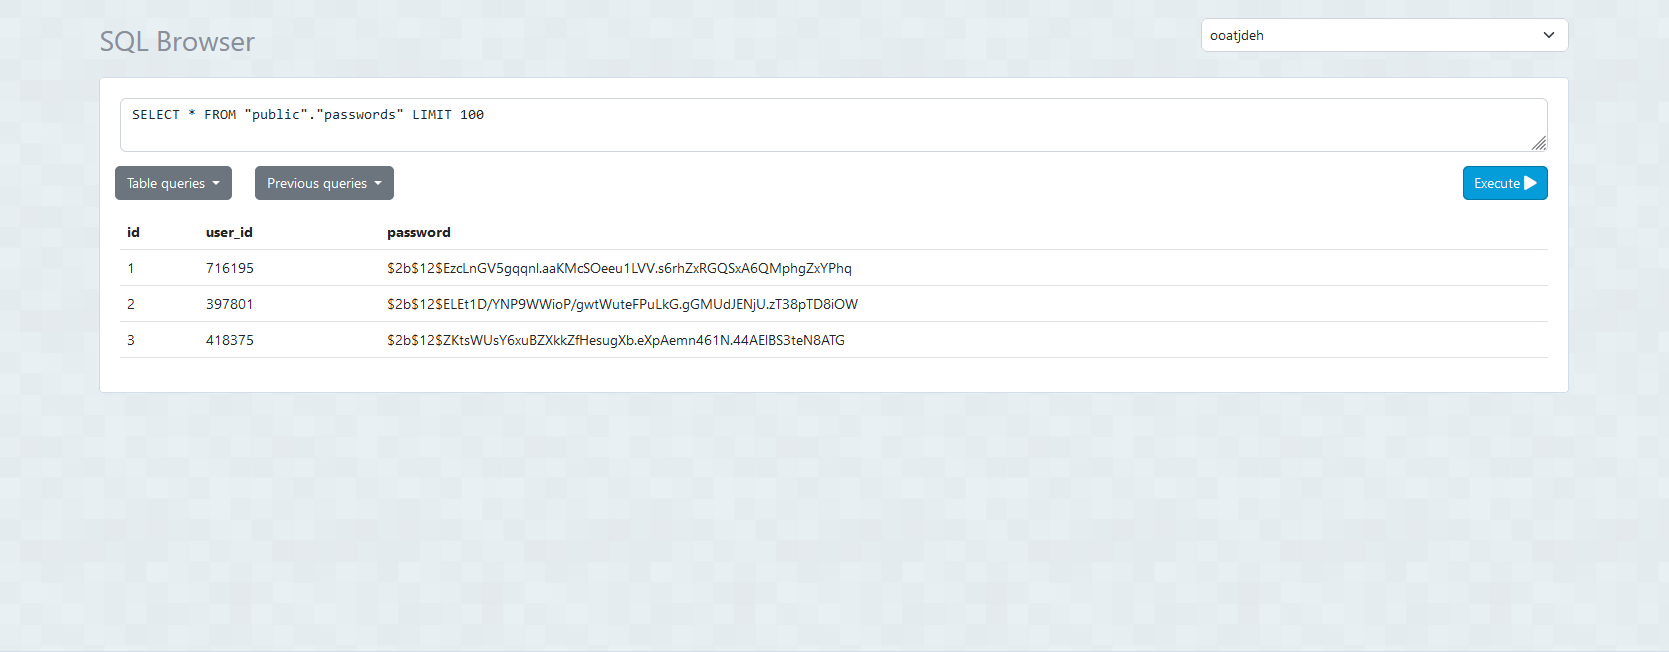 SQL Browser
ooatjdeh
SELECT * FROM "public"."passwords" LIMIT 100
Table queries
Previous queries
Execute
id user_id password
1 716195 $2b$12$EzcLnGV5gqqnl.aaKMcSOeeu1LVV.s6rhZxRGQSxA6QMphgZxYPhq
2 397801 $2b$12$ELEt1D/YNP9WWioP/gwtWuteFPuLkG.gGMUdJENjU.zT38pTD8iOW
3 418375 $2b$12$ZKtsWUsY6xuBZXkkZfHesugXb.eXpAemn461N.44AElBS3teN8ATG